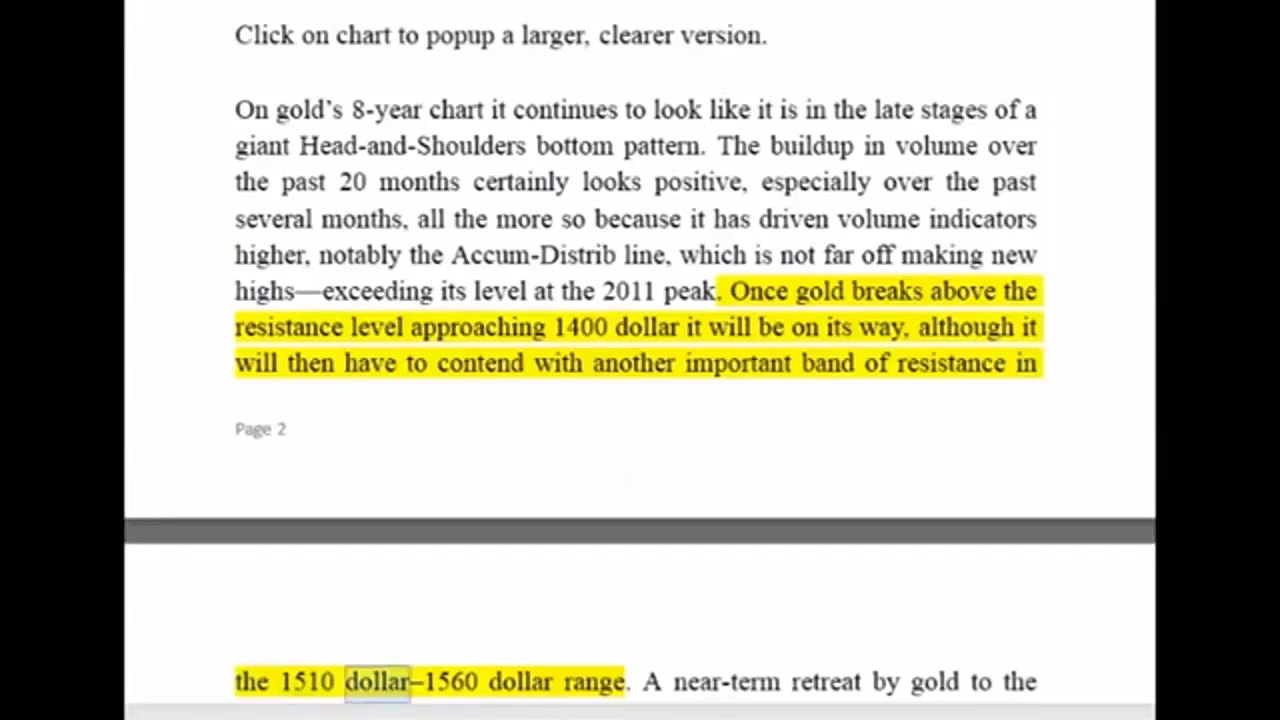 Click on chart to popup a larger, clearer version.
On gold’s 8-year chart it continues to look like it is in the late stages of a
giant Head-and-Shoulders bottom pattern. The buildup in volume over
the past 20 months certainly looks positive, especially over the past
several months, all the more so because it has driven volume indicators
higher, notably the Accum-Distrib line, which is not far off making new
highs—exceeding its level at the 2011 peak. Once gold breaks above the
resistance level approaching 1400 dollar it will be on its way, although it
will then have to contend with another important band of resistance in
Page 2
the 1510 dollar–1560 dollar range. A near-term retreat by gold to the